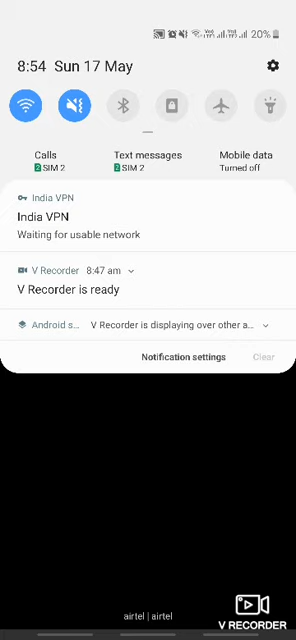 20%
8:54 Sun 17 May
Calls Text messages Mobile data
2 SIM 2 2 SIM 2 Turned off
India VPN
India VPN
Waiting for usable network
V Recorder 8:47 am
V Recorder is ready
Android s... V Recorder is displaying over other a...
Notification settings Clear
airtel | airtel
V RECORDER